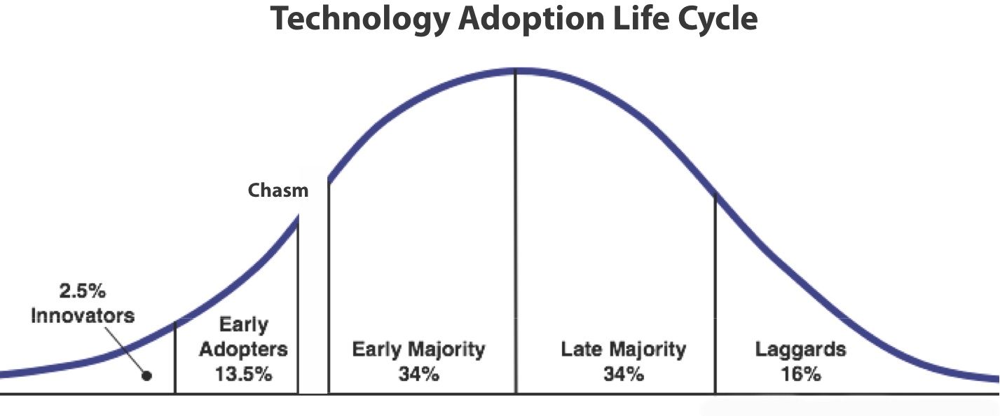 Technology Adoption Life Cycle
Chasm
2.5%
Innovators
Early
Adopters
13.5%
Early Majority
34%
Late Majority
34%
Laggards
16%